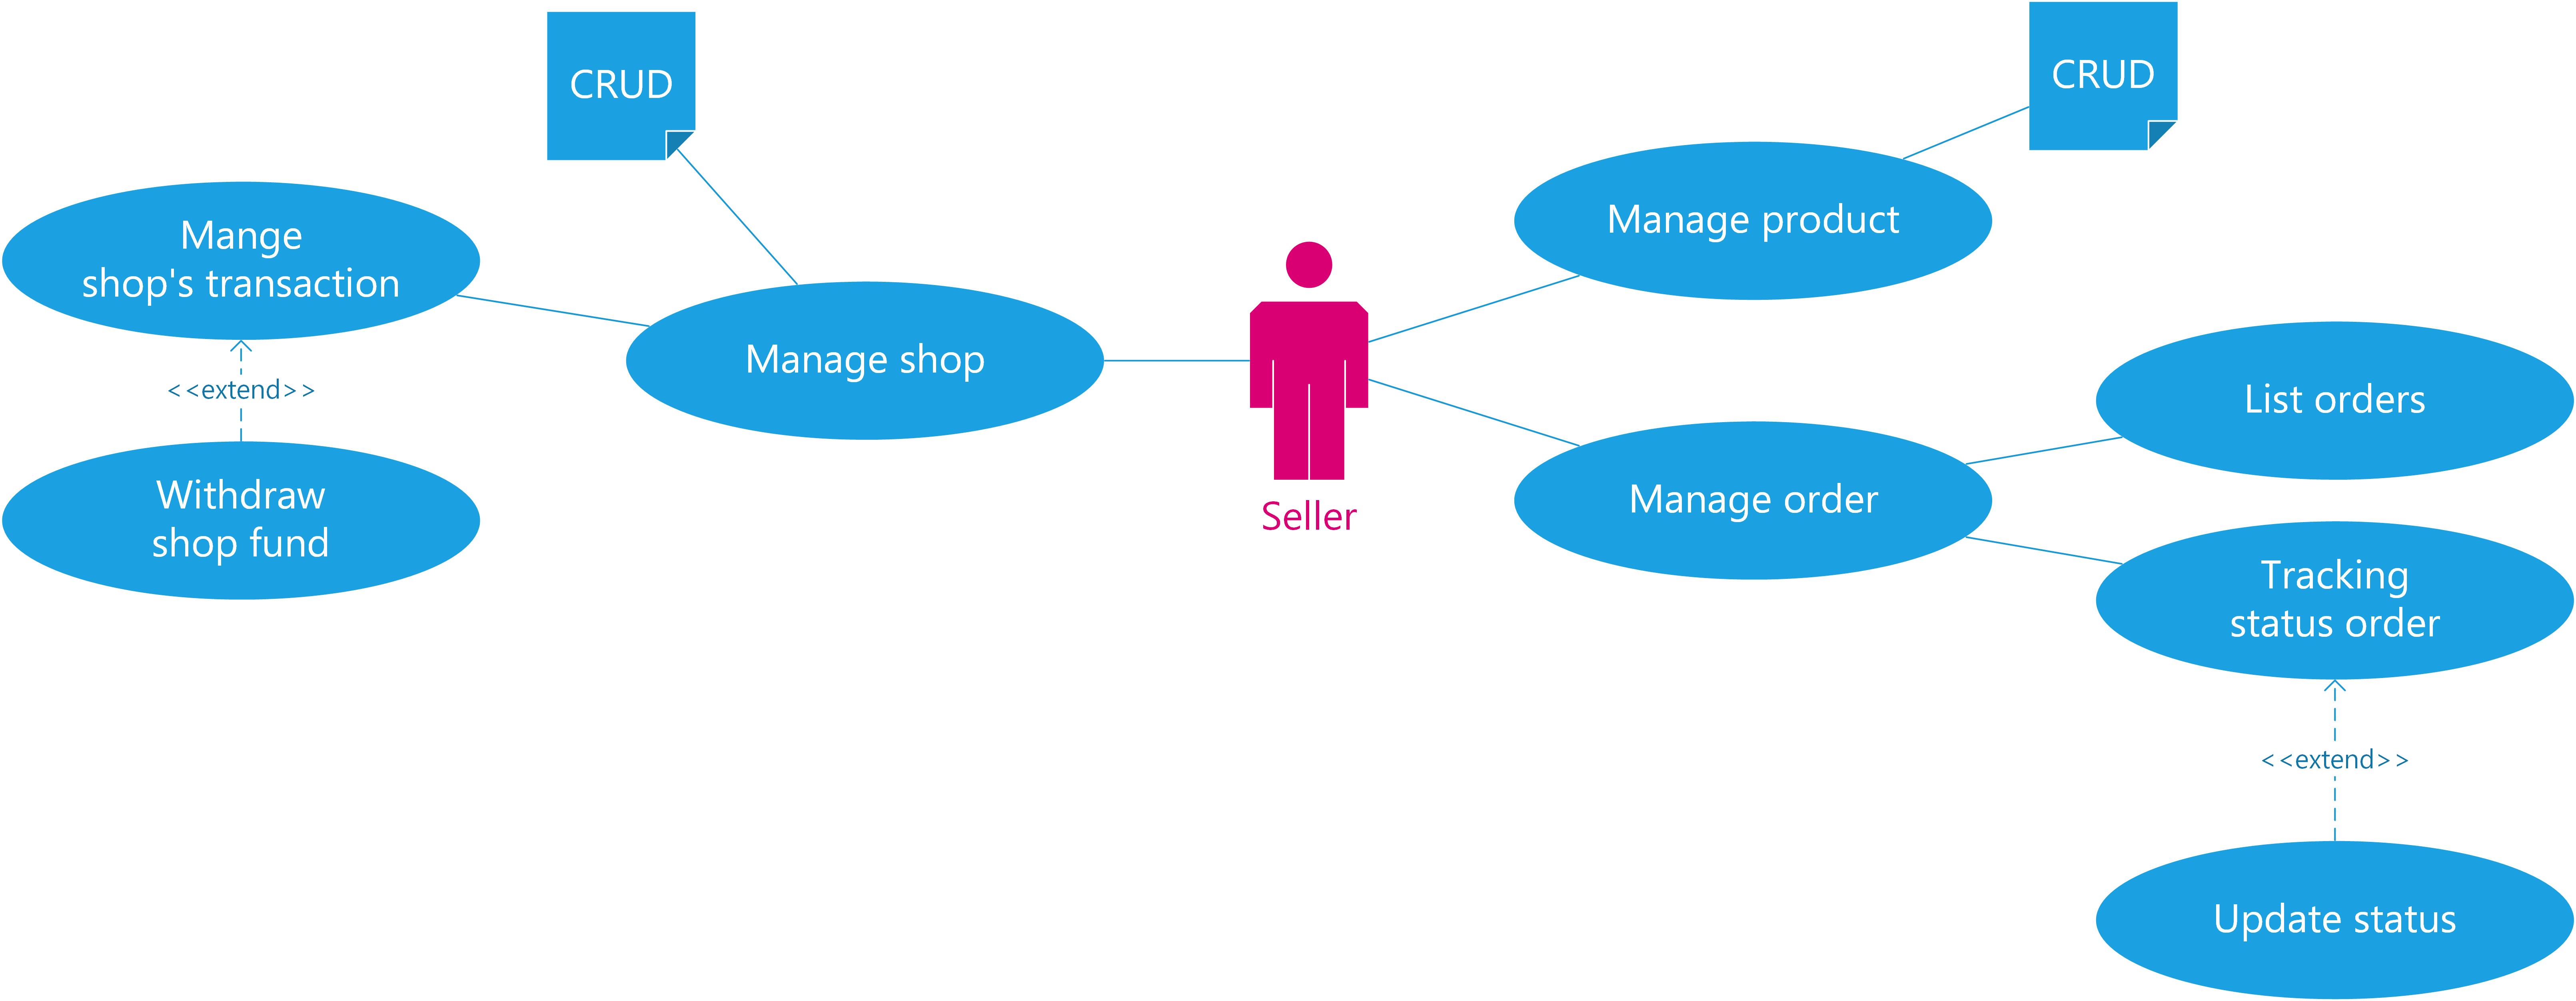 CRUD
CRUD
Mange
shop's transaction
Manage product
Manage shop
<<extend>>
List orders
Withdraw
shop fund
Seller
Manage order
Tracking
status order
<<extend>>
Update status